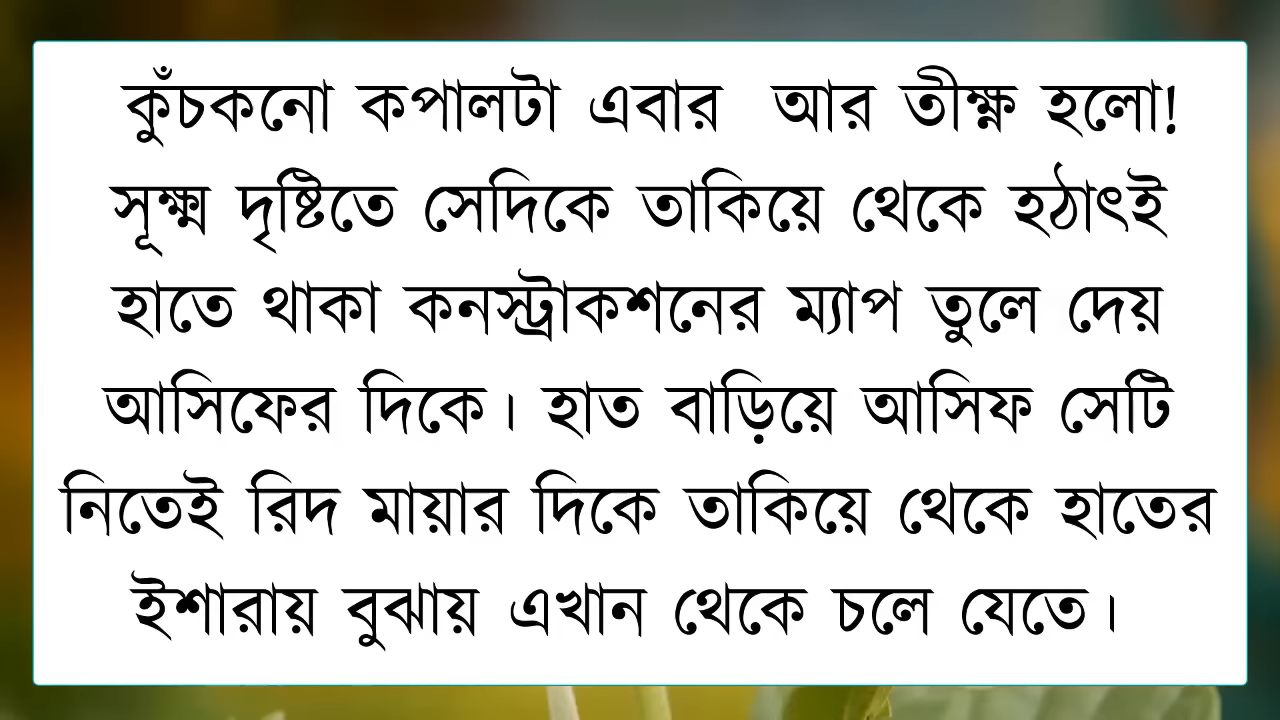 কুঁচকনো কপালটা এবার আর তীক্ষ্ণ হলো!
সূক্ষ্ম দৃষ্টিতে সেদিকে তাকিয়ে থেকে হঠাৎই
হাতে থাকা কনস্ট্রাকশনের ম্যাপ তুলে দেয়
আসিফের দিকে। হাত বাড়িয়ে আসিফ সেটি
নিতেই রিদ মায়ার দিকে তাকিয়ে থেকে হাতের
ইশারায় বুঝায় এখান থেকে চলে যেতে।